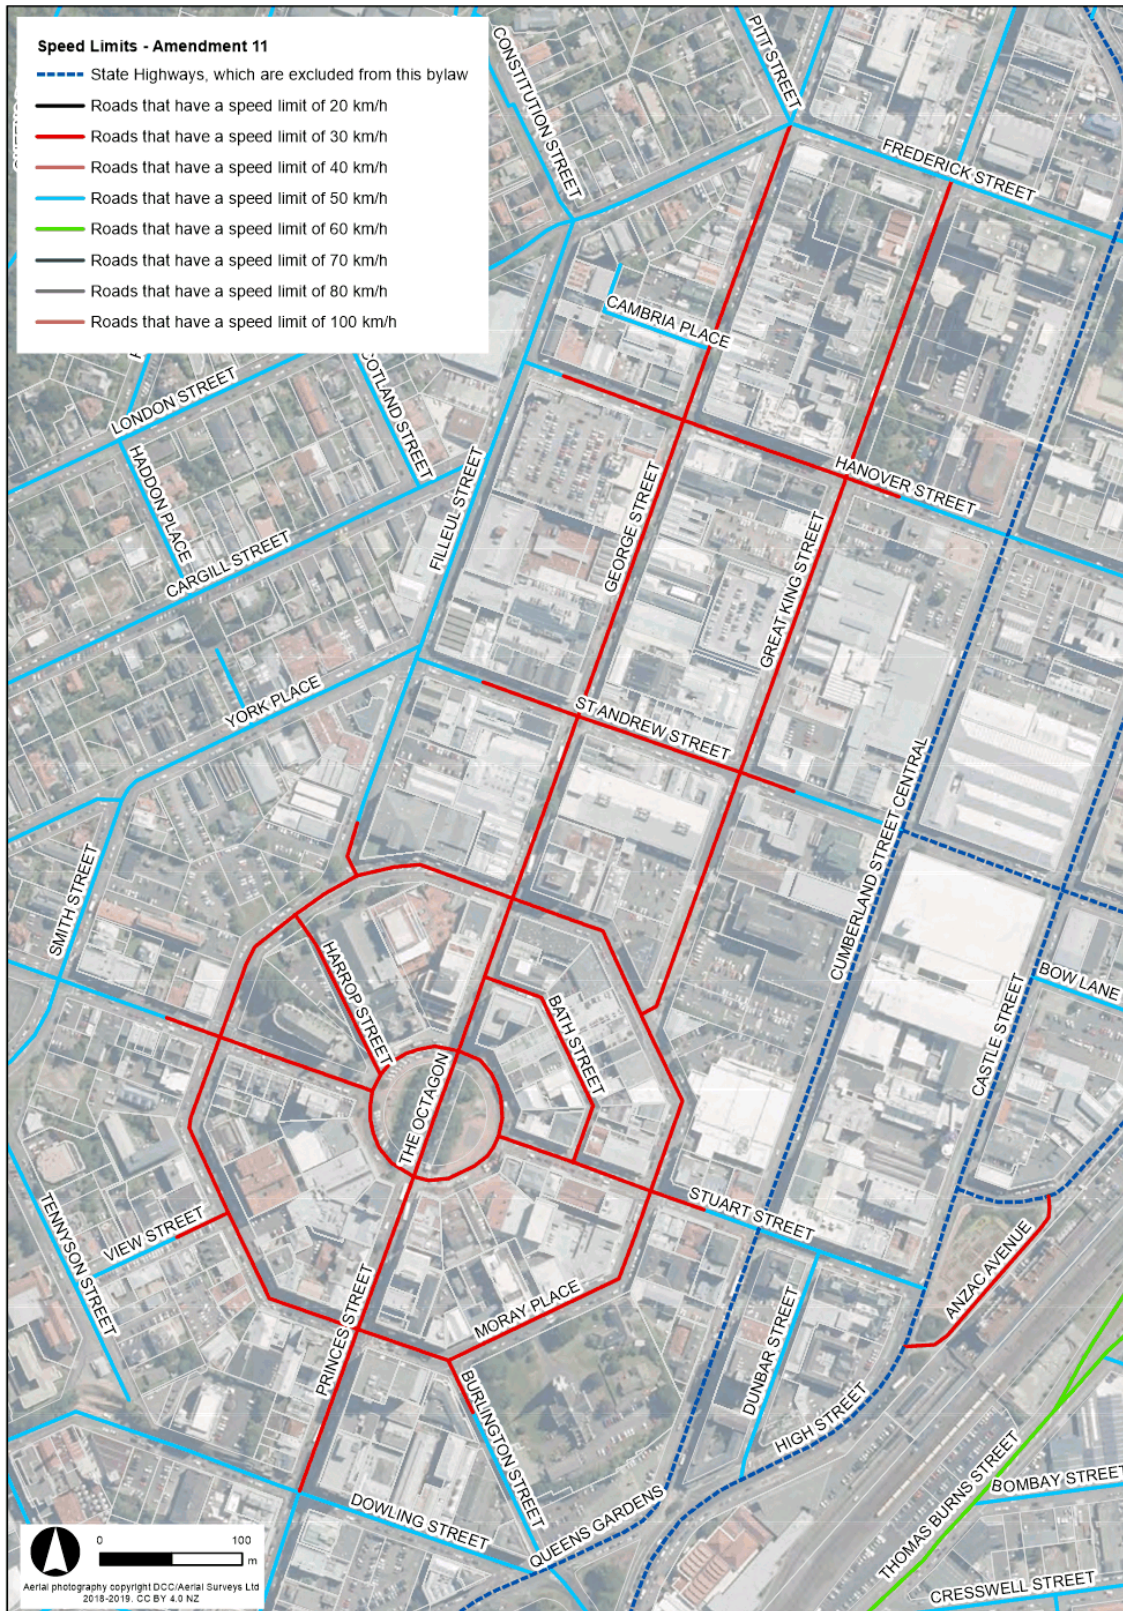 Speed Limits - Amendment 11
State Highways, which are excluded from this bylaw
Roads that have a speed limit of 20 km/h
Roads that have a speed limit of 30 km/h
Roads that have a speed limit of 40 km/h
Roads that have a speed limit of 50 km/h
Roads that have a speed limit of 60 km/h
Roads that have a speed limit of 70 km/h
Roads that have a speed limit of 80 km/h
Roads that have a speed limit of 100 km/h
CONSTITUTION STREET
PITT STREET
FREDERICK STREET
CAMBRIA PLACE
LONDON STREET
COTLAND STREET
HADDON PLACE
CARGILL STREET
FILLEUL STREET
GEORGE STREET
HANOVER STREET
GREAT KING STREET
YORK PLACE
ST ANDREW STREET
CUMBERLAND STREET CENTRAL
SMITH STREET
HARROP STREET
BATH STREET
BOW LANE
CASTLE STREET
THE OCTAGON
STUART STREET
TENNYSON STREET
VIEW STREET
ANZAC AVENUE
MORAY PLACE
PRINCES STREET
DUNBAR STREET
BURLINGTON STREET
HIGH STREET
DOWLING STREET
QUEENS GARDENS
THOMAS BURNS STREET
BOMBAY STREET
CRESSWELL STREET
0 100
m
Aerial photography copyright DCC/Aerial Surveys Ltd
2018-2019. CC BY 4.0 NZ